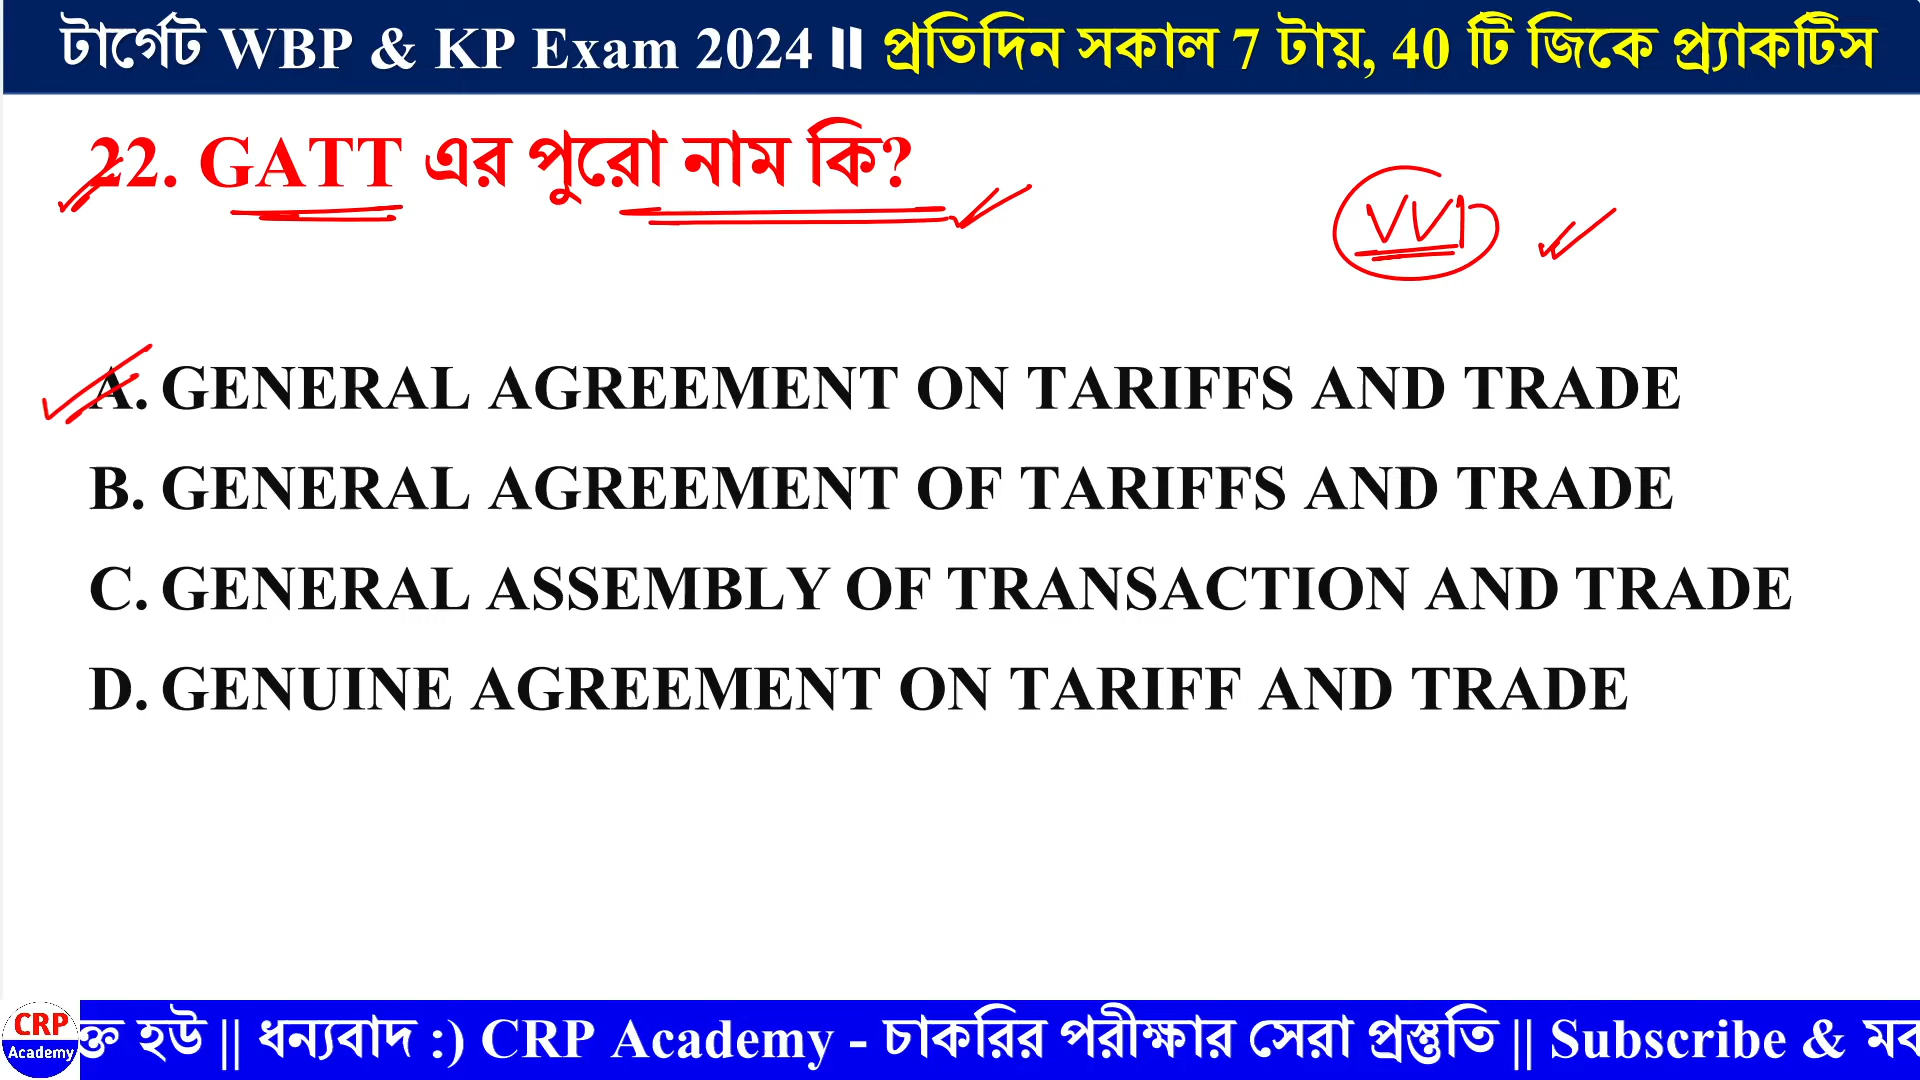 টার্গেট WBP & KP Exam 2024 ॥ প্রতিদিন সকাল 7 টায়, 40 টি জিকে প্র্যাকটিস
22. GATT এর পুরো নাম কি?
VVI
A. GENERAL AGREEMENT ON TARIFFS AND TRADE
B. GENERAL AGREEMENT OF TARIFFS AND TRADE
C. GENERAL ASSEMBLY OF TRANSACTION AND TRADE
D. GENUINE AGREEMENT ON TARIFF AND TRADE
CRP
Academy
হউ || ধন্যবাদ :) CRP Academy - চাকরির পরীক্ষার সেরা প্রস্তুতি || Subscribe &